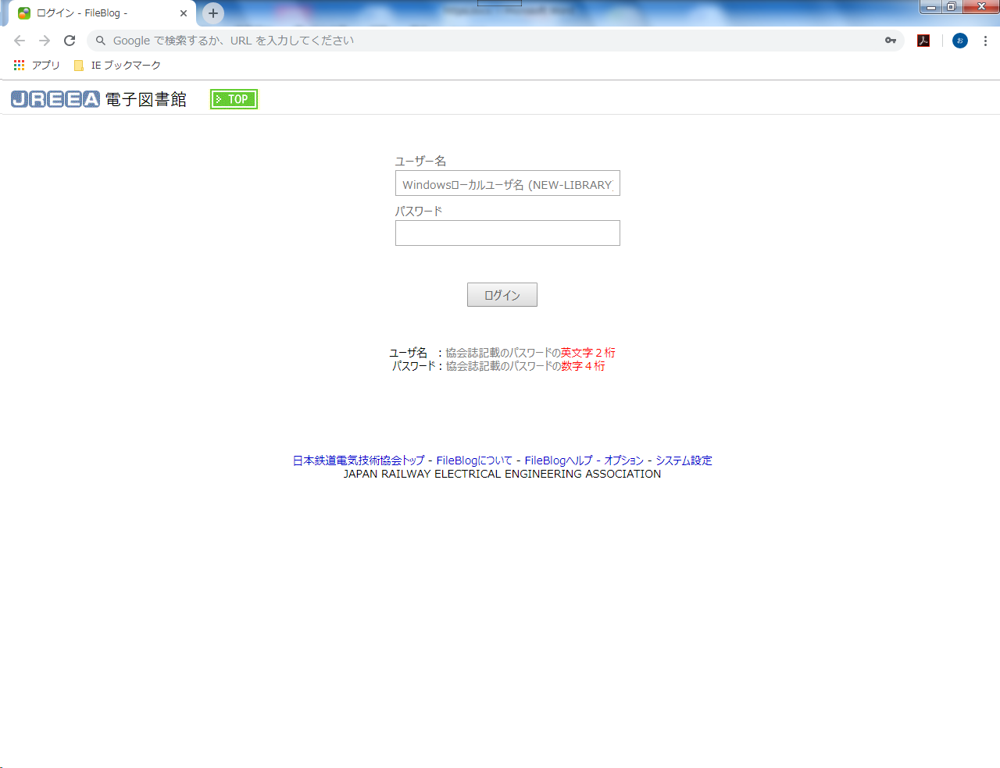 ログイン - FileBlog -
Google で検索するか、URL を入力してください
お
アプリ IE ブックマーク
JREEA 電子図書館 TOP
ユーザー名
Windowsローカルユーザ名 (NEW-LIBRARY)
パスワード
ログイン
ユーザ名 ：協会誌記載のパスワードの英文字２桁
パスワード：協会誌記載のパスワードの数字４桁
日本鉄道電気技術協会トップ - FileBlogについて - FileBlogヘルプ - オプション - システム設定
JAPAN RAILWAY ELECTRICAL ENGINEERING ASSOCIATION